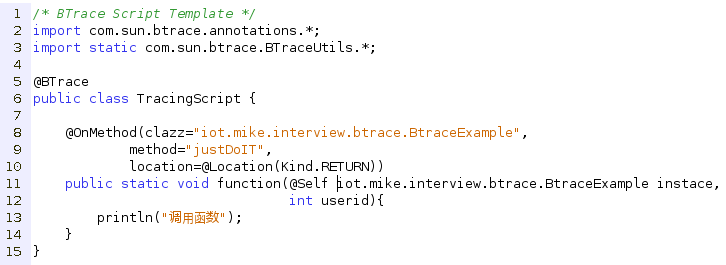 1 /* BTrace Script Template */
2 import com.sun.btrace.annotations.*;
3 import static com.sun.btrace.BTraceUtils.*;
4
5 @BTrace
6 public class TracingScript {
7
8     @OnMethod(clazz="iot.mike.interview.btrace.BtraceExample",
9             method="justDoIT",
10             location=@Location(Kind.RETURN))
11     public static void function(@Self iot.mike.interview.btrace.BtraceExample instace,
12                                 int userid){
13         println("调用函数");
14     }
15 }